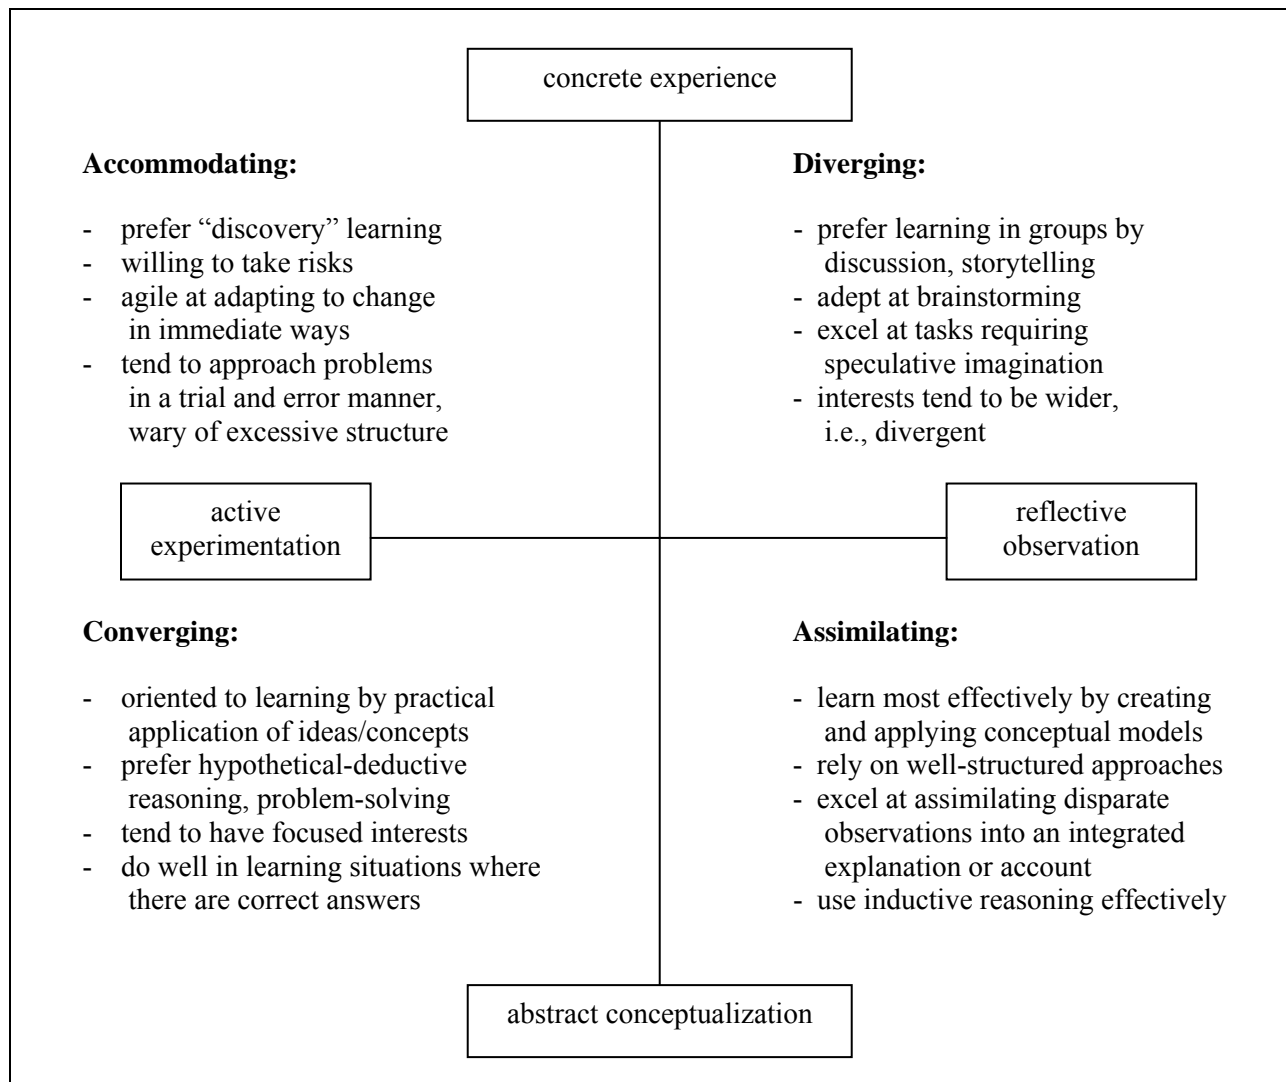 concrete experience
Accommodating:
- prefer “discovery” learning
- willing to take risks
- agile at adapting to change
in immediate ways
- tend to approach problems
in a trial and error manner,
wary of excessive structure
Diverging:
- prefer learning in groups by
discussion, storytelling
- adept at brainstorming
- excel at tasks requiring
speculative imagination
- interests tend to be wider,
i.e., divergent
active
experimentation
reflective
observation
Converging:
- oriented to learning by practical
application of ideas/concepts
- prefer hypothetical-deductive
reasoning, problem-solving
- tend to have focused interests
- do well in learning situations where
there are correct answers
Assimilating:
- learn most effectively by creating
and applying conceptual models
- rely on well-structured approaches
- excel at assimilating disparate
observations into an integrated
explanation or account
- use inductive reasoning effectively
abstract conceptualization